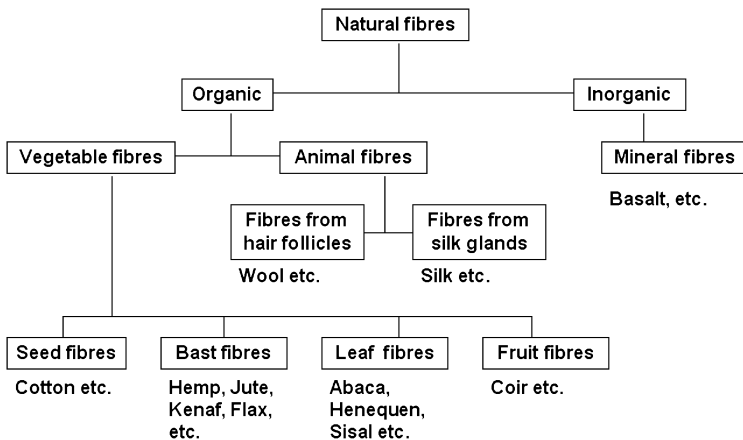 Natural fibres
Organic
Inorganic
Vegetable fibres
Animal fibres
Mineral fibres
Basalt, etc.
Fibres from
hair follicles
Wool etc.
Fibres from
silk glands
Silk etc.
Seed fibres
Cotton etc.
Bast fibres
Hemp, Jute,
Kenaf, Flax,
etc.
Leaf fibres
Abaca,
Henequen,
Sisal etc.
Fruit fibres
Coir etc.